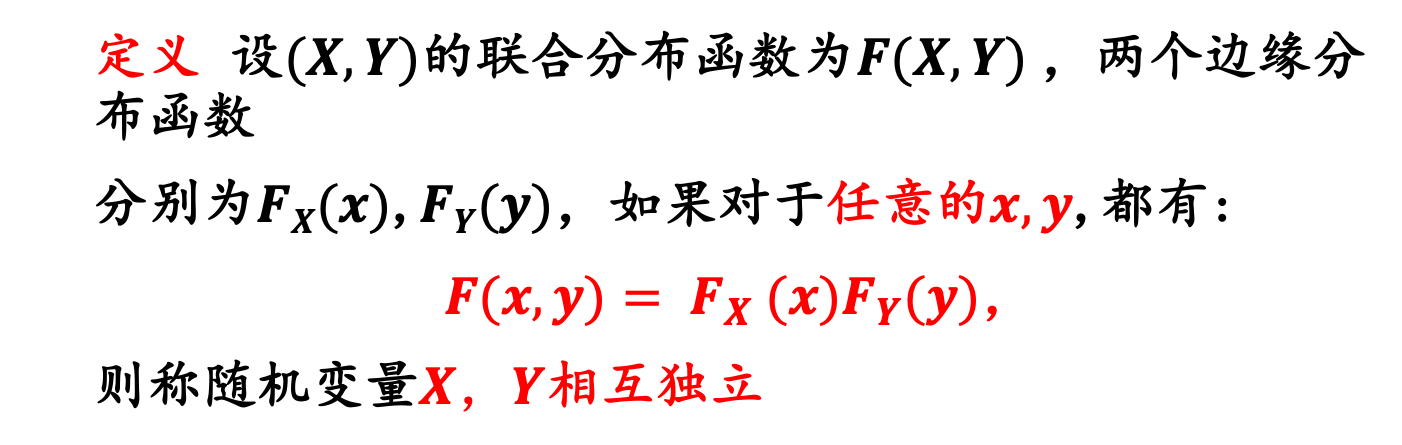 定义 设(X,Y)的联合分布函数为F(X,Y)，两个边缘分
布函数
分别为F_X(x),F_Y(y)，如果对于任意的x,y,都有：
F(x,y) = F_X (x)F_Y(y)，
则称随机变量X，Y相互独立